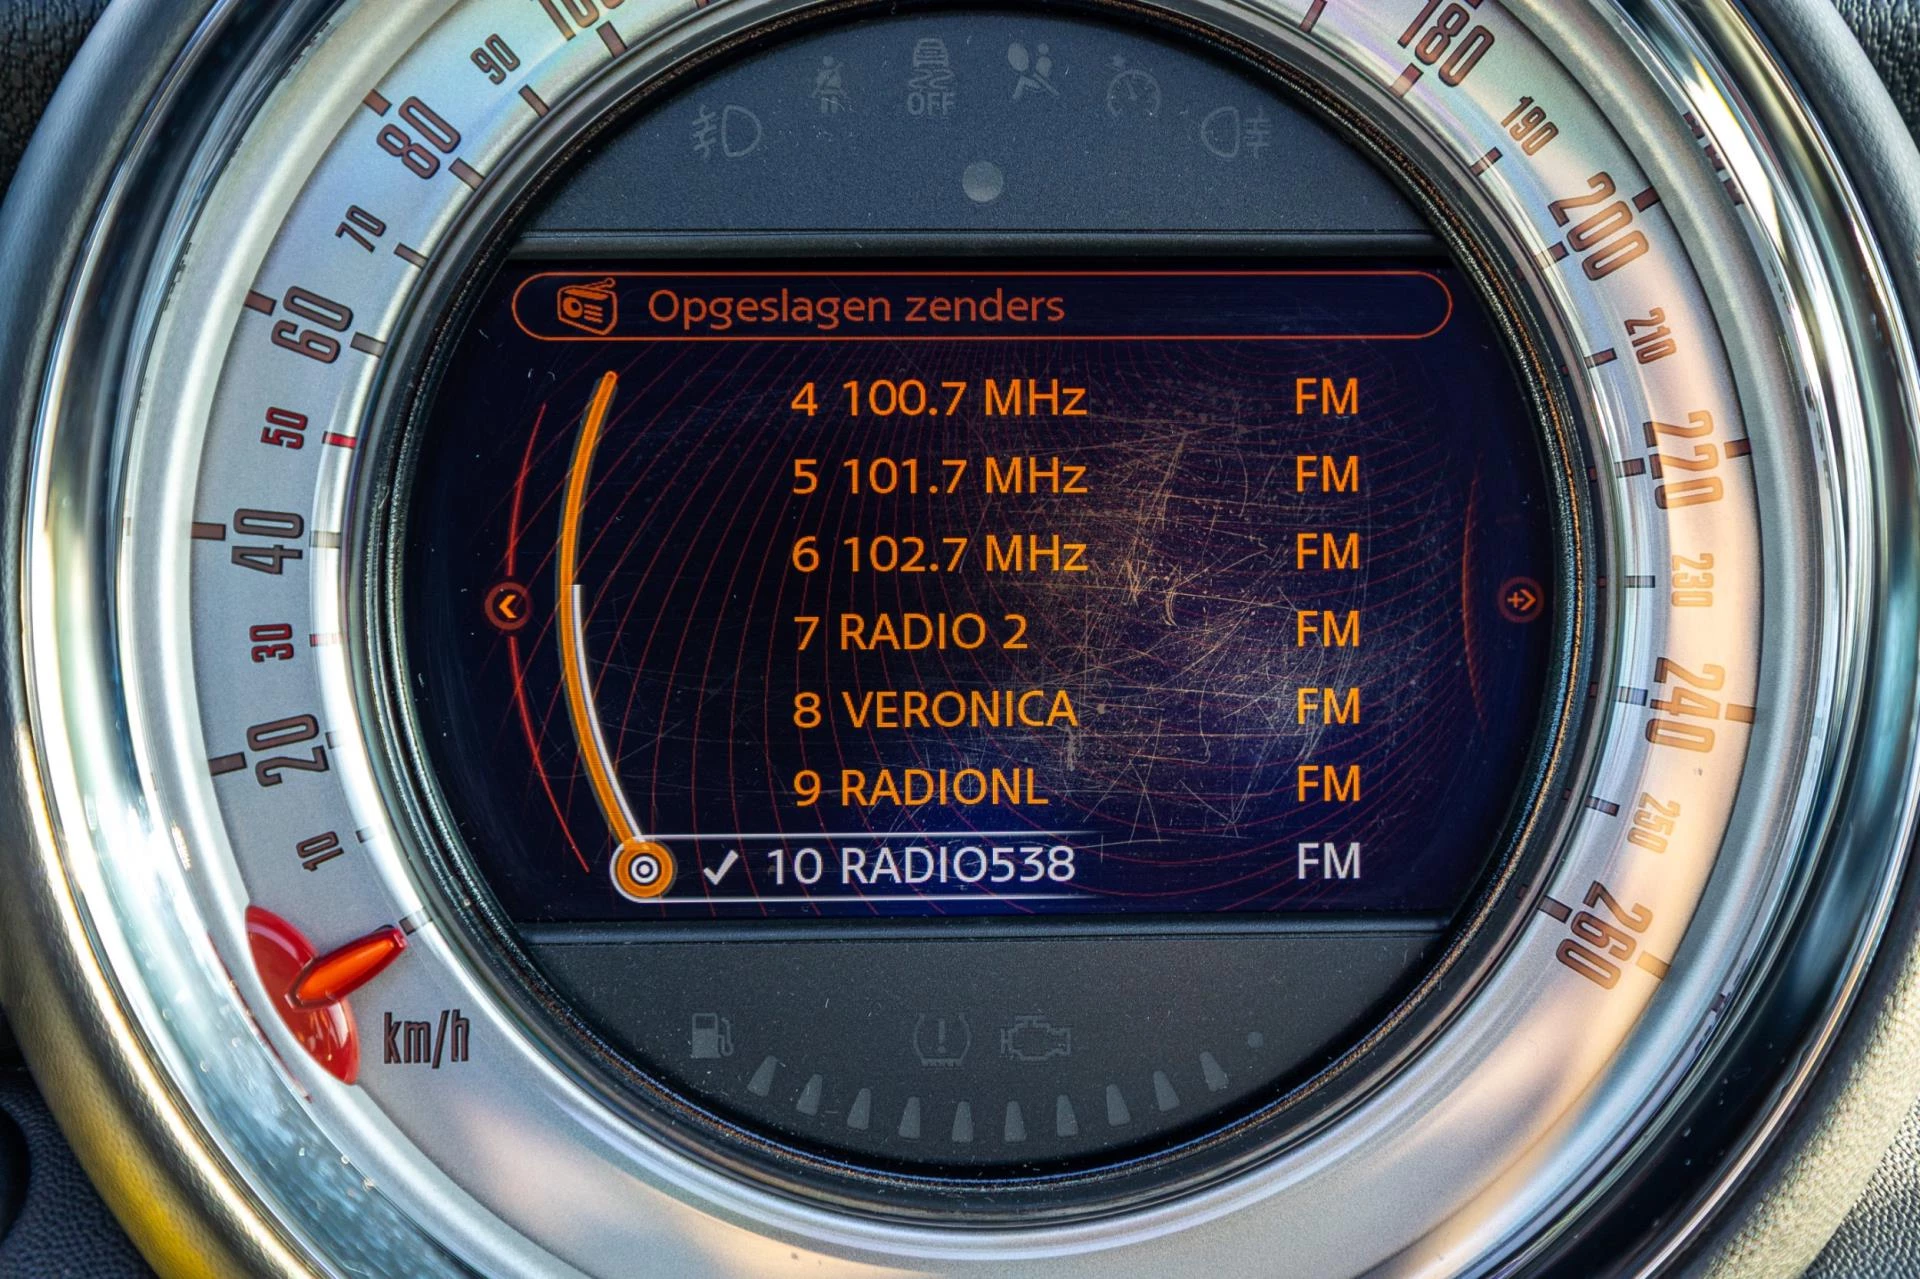 100
90
80
70
60
50
40
30
20
10
km/h
180
190
200
210
220
230
240
250
260
OFF
Opgeslagen zenders
4 100.7 MHz FM
5 101.7 MHz FM
6 102.7 MHz FM
7 RADIO 2 FM
8 VERONICA FM
9 RADIONL FM
✓ 10 RADIO538 FM